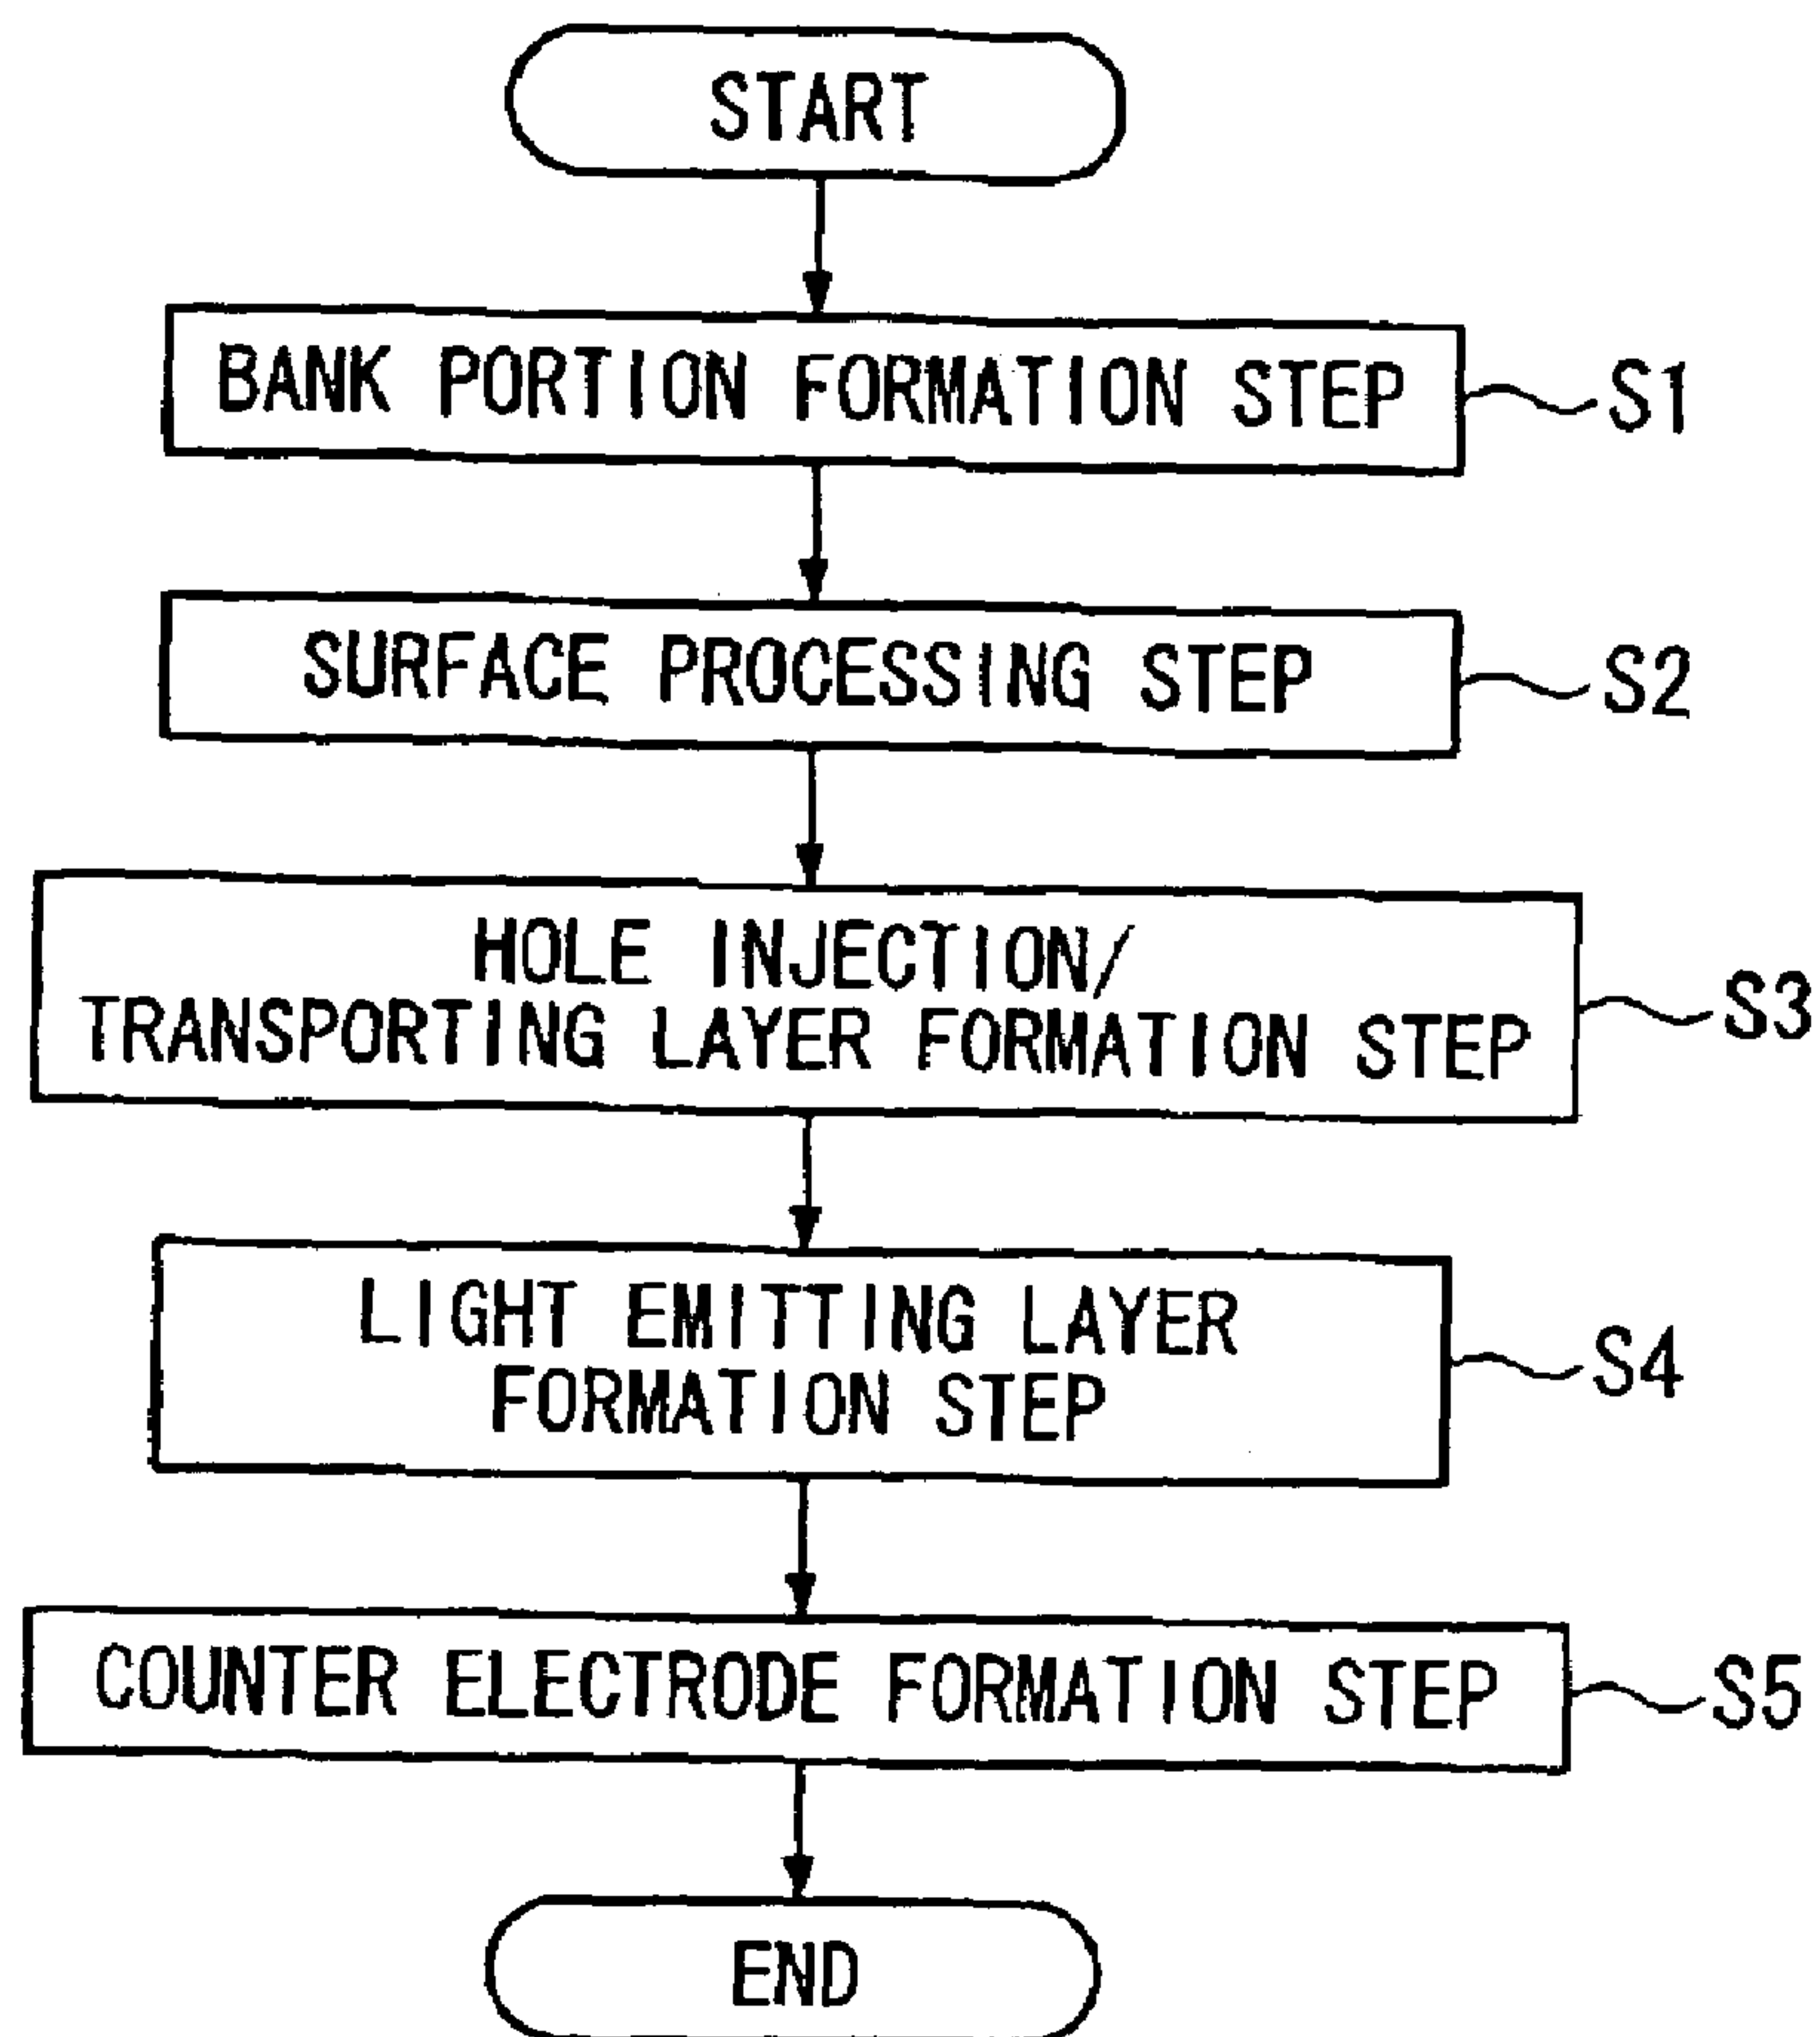 START
BANK PORTION FORMATION STEP
S1
SURFACE PROCESSING STEP
S2
HOLE INJECTION/
TRANSPORTING LAYER FORMATION STEP
S3
LIGHT EMITTING LAYER
FORMATION STEP
S4
COUNTER ELECTRODE FORMATION STEP
S5
END